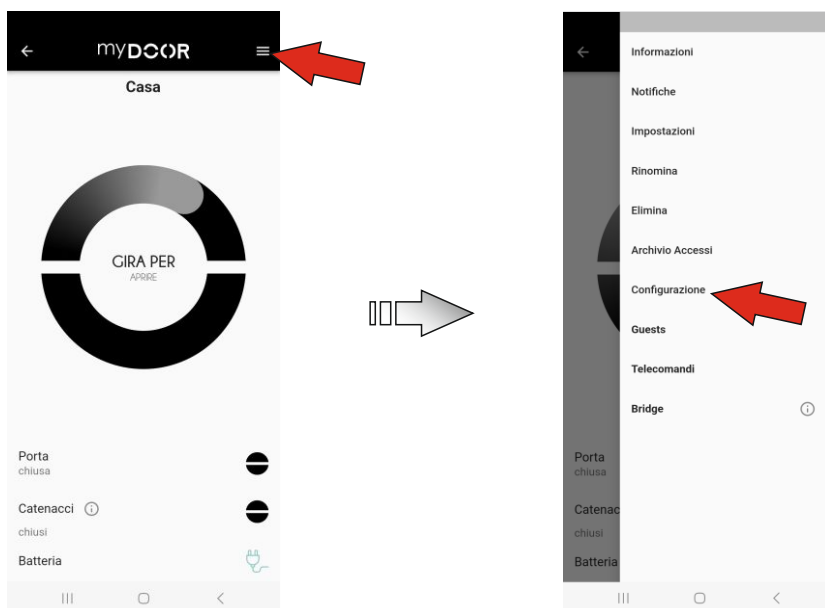 myDOOR
Casa
GIRA PER
APRIRE
Porta
chiusa
Catenacci
chiusi
Batteria
Informazioni
Notifiche
Impostazioni
Rinomina
Elimina
Archivio Accessi
Configurazione
Guests
Telecomandi
Bridge
Porta
chiusa
Catenac
chiusi
Batteria